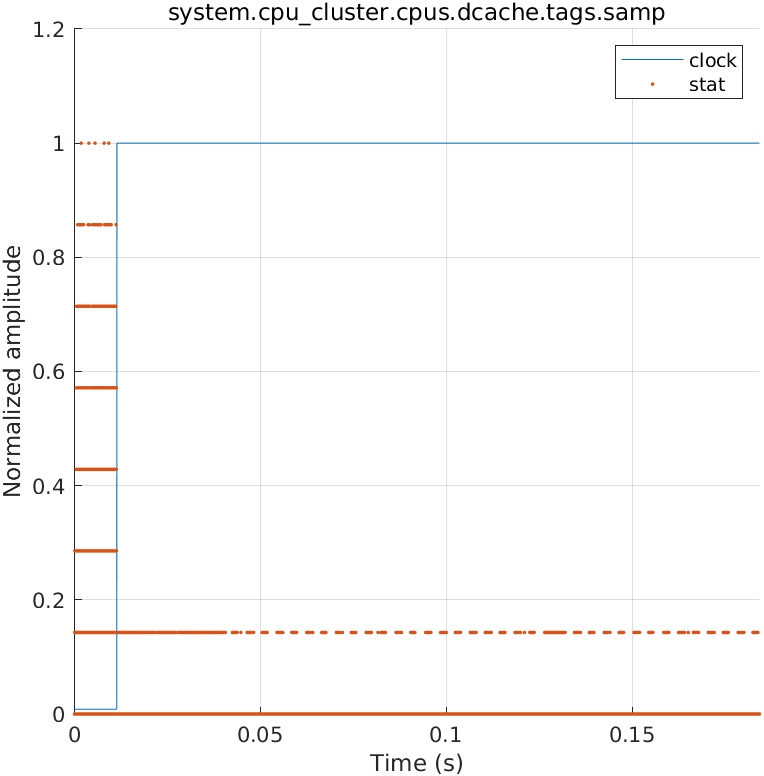 system.cpu_cluster.cpus.dcache.tags.samp
clock
stat
Normalized amplitude
1.2
1
0.8
0.6
0.4
0.2
0
0
0.05
0.1
0.15
Time (s)